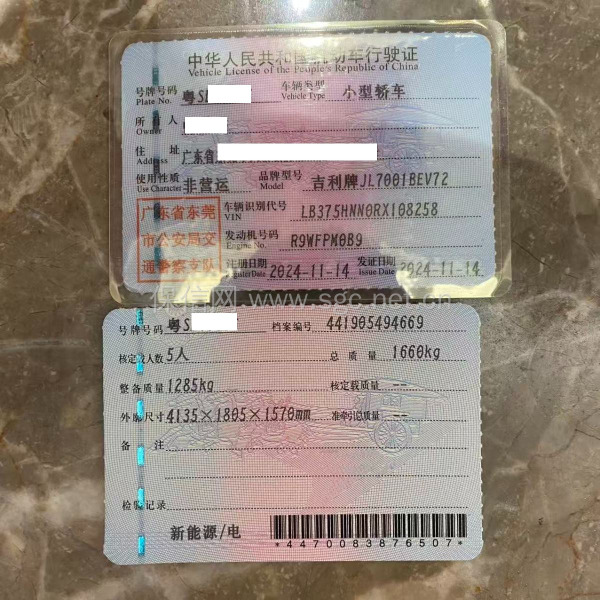 中华人民共和国机动车行驶证
Vehicle License of the People's Republic of China
号牌号码 粤S 车辆类型 小型轿车
Plate No. Vehicle Type
所有人
Owner
住址 广东省
Address
使用性质 非营运 品牌型号 吉利牌JL7001BEV72
Use Character Model
广东省东莞
市公安局交
通警察支队
车辆识别代号 LB375HNN0RX108258
VIN
发动机号码 R9WFPM0B9
Engine No.
注册日期 2024-11-14 发证日期 2024-11-14
Register Date Issue Date
保信网 www.sgc.net.cn
号牌号码 粤S 档案编号 441905494669
核定载人数 5人 总质量 1660kg
整备质量 1285kg 核定载质量 --
外廓尺寸 4135×1805×1570mm 准牵引总质量 --
备注
检验记录
新能源/电
*4470083876507*